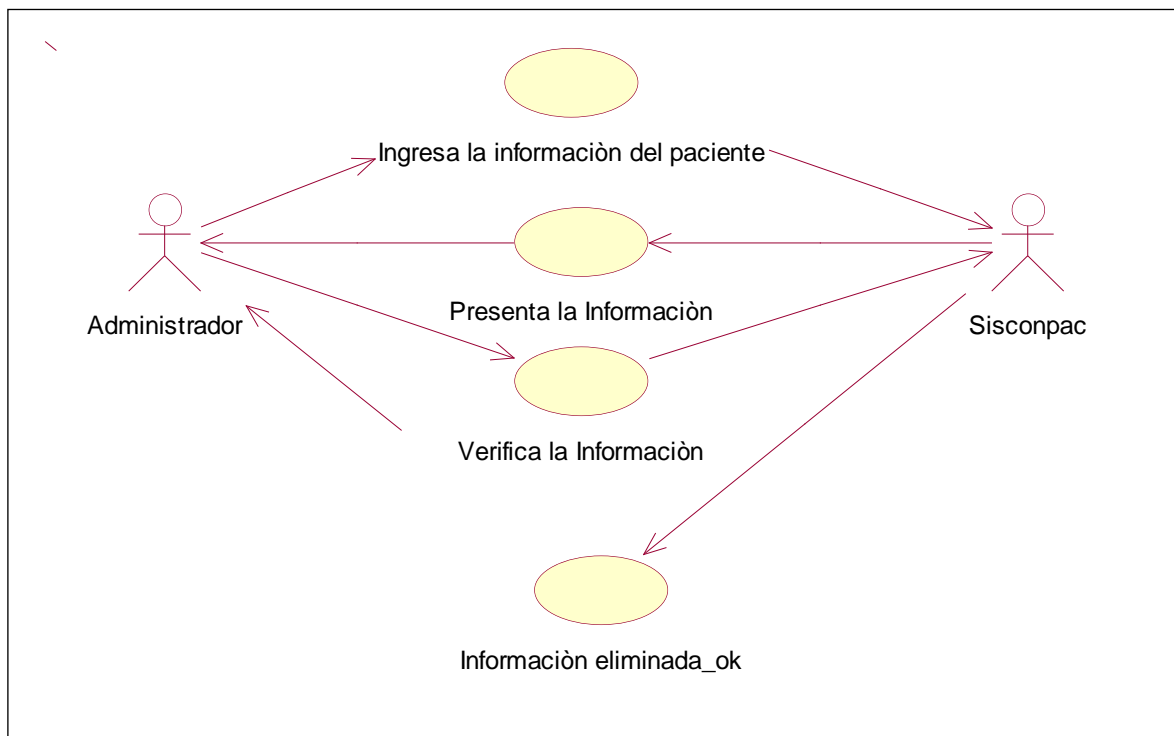 Ingresa la informaciòn del paciente
Presenta la Informaciòn
Administrador
Sisconpac
Verifica la Informaciòn
Informaciòn eliminada_ok